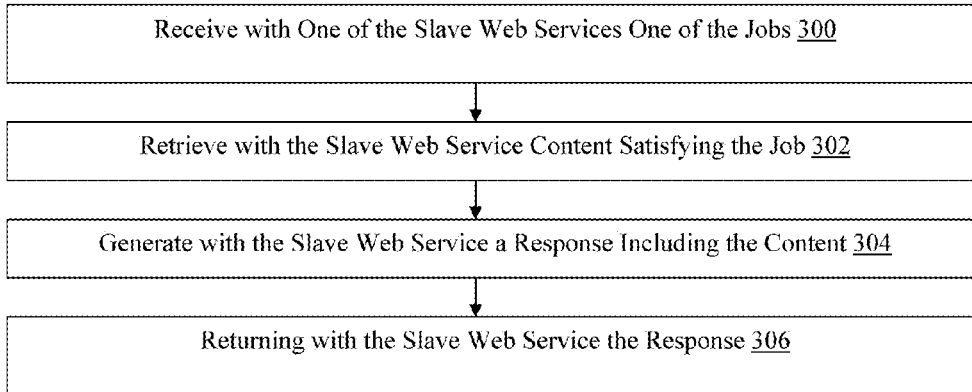 Receive with One of the Slave Web Services One of the Jobs 300
Retrieve with the Slave Web Service Content Satisfying the Job 302
Generate with the Slave Web Service a Response Including the Content 304
Returning with the Slave Web Service the Response 306